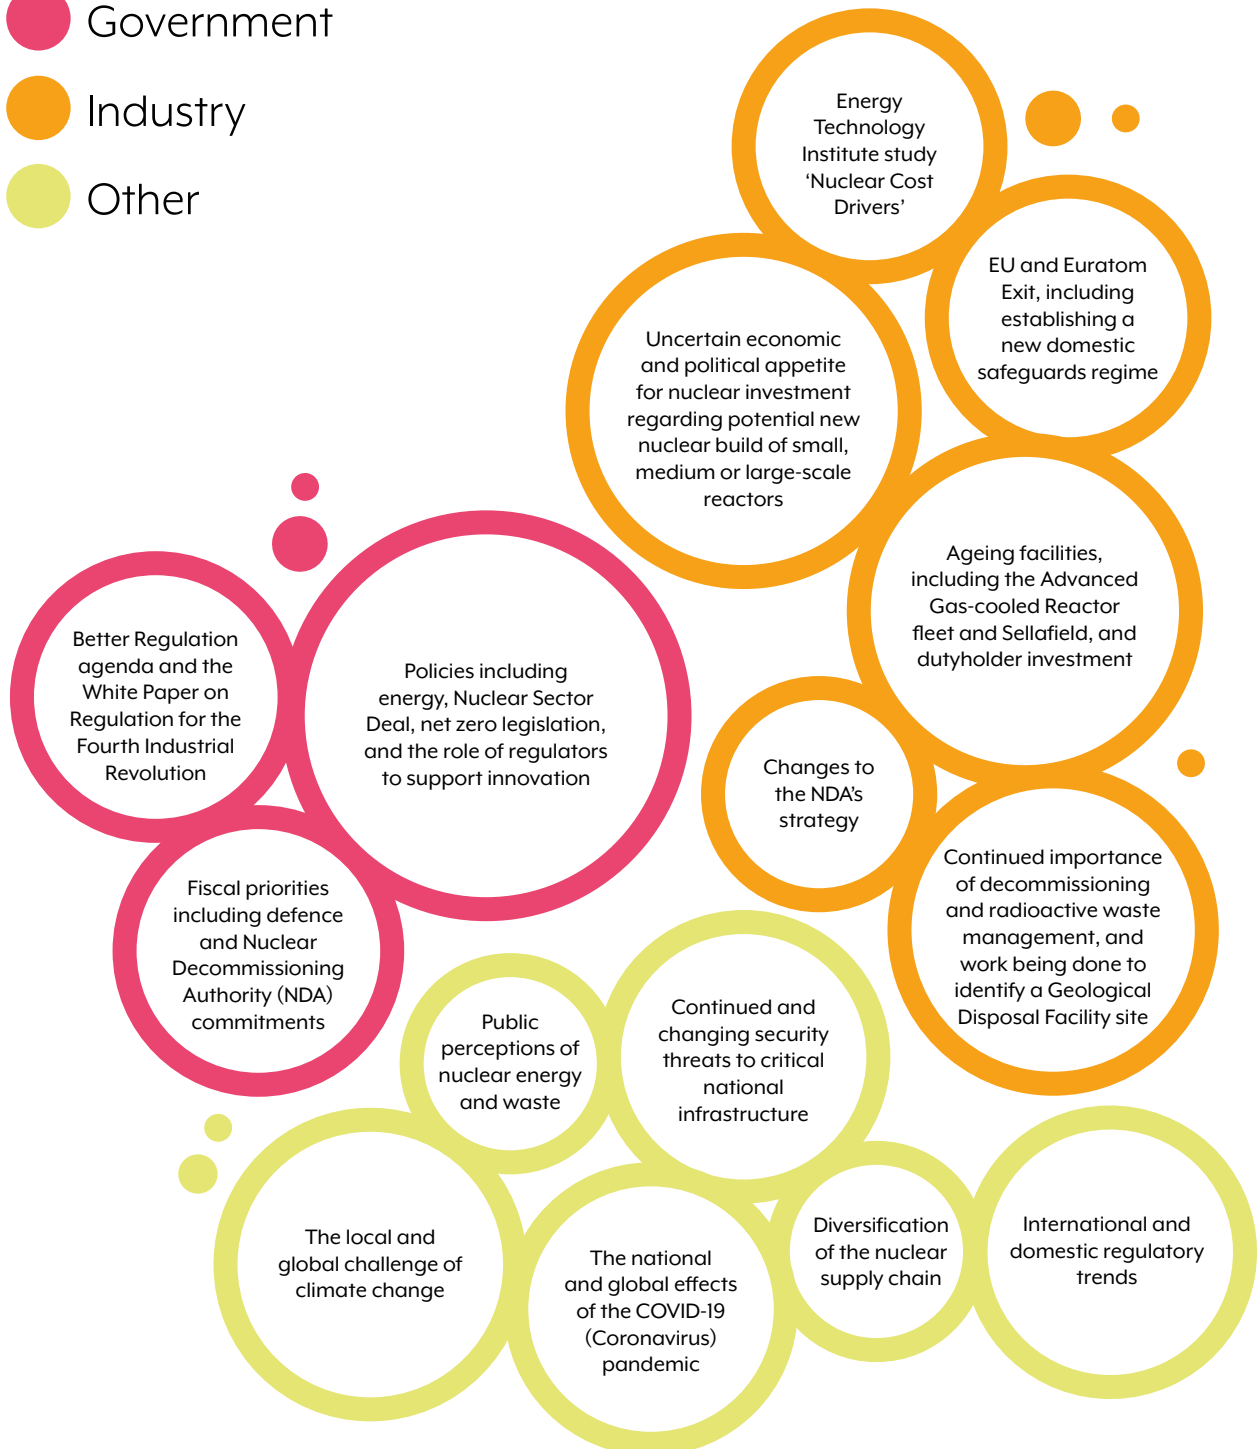 Government
Industry
Other
Energy
Technology
Institute study
‘Nuclear Cost
Drivers’
EU and Euratom
Exit, including
establishing a
new domestic
safeguards regime
Uncertain economic
and political appetite
for nuclear investment
regarding potential new
nuclear build of small,
medium or large-scale
reactors
Ageing facilities,
including the Advanced
Gas-cooled Reactor
fleet and Sellafield, and
dutyholder investment
Better Regulation
agenda and the
White Paper on
Regulation for the
Fourth Industrial
Revolution
Policies including
energy, Nuclear Sector
Deal, net zero legislation,
and the role of regulators
to support innovation
Changes to
the NDA’s
strategy
Continued importance
of decommissioning
and radioactive waste
management, and
work being done to
identify a Geological
Disposal Facility site
Fiscal priorities
including defence
and Nuclear
Decommissioning
Authority (NDA)
commitments
Public
perceptions of
nuclear energy
and waste
Continued and
changing security
threats to critical
national
infrastructure
The local and
global challenge of
climate change
The national
and global effects
of the COVID-19
(Coronavirus)
pandemic
Diversification
of the nuclear
supply chain
International and
domestic regulatory
trends